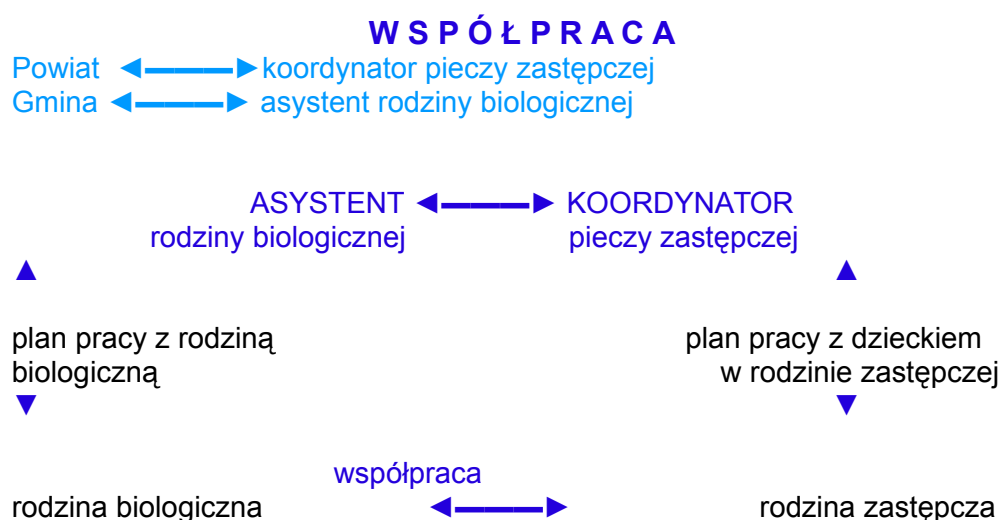 W S P Ó Ł P R A C A
Powiat ◄▬▬▬► koordynator pieczy zastępczej
Gmina ◄▬▬▬► asystent rodziny biologicznej
ASYSTENT ◄▬▬▬► KOORDYNATOR
rodziny biologicznej pieczy zastępczej
▲ ▲
plan pracy z rodziną plan pracy z dzieckiem
biologiczną w rodzinie zastępczej
▼ ▼
współpraca
rodzina biologiczna ◄▬▬▬► rodzina zastępcza